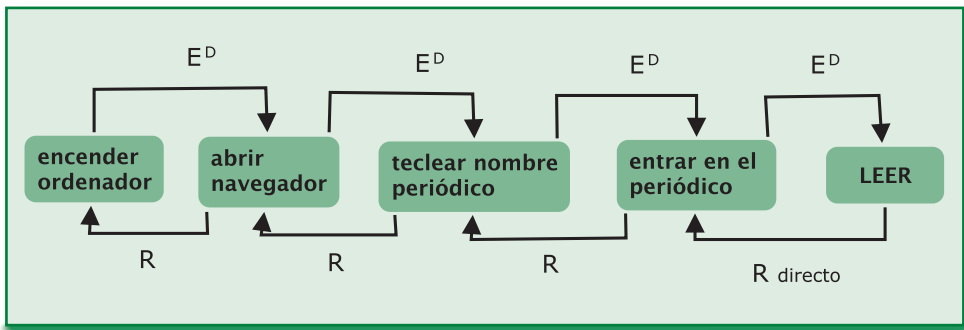 E D
E D
E D
E D
encender
ordenador
abrir
navegador
teclear nombre
periódico
entrar en el
periódico
LEER
R
R
R
R directo